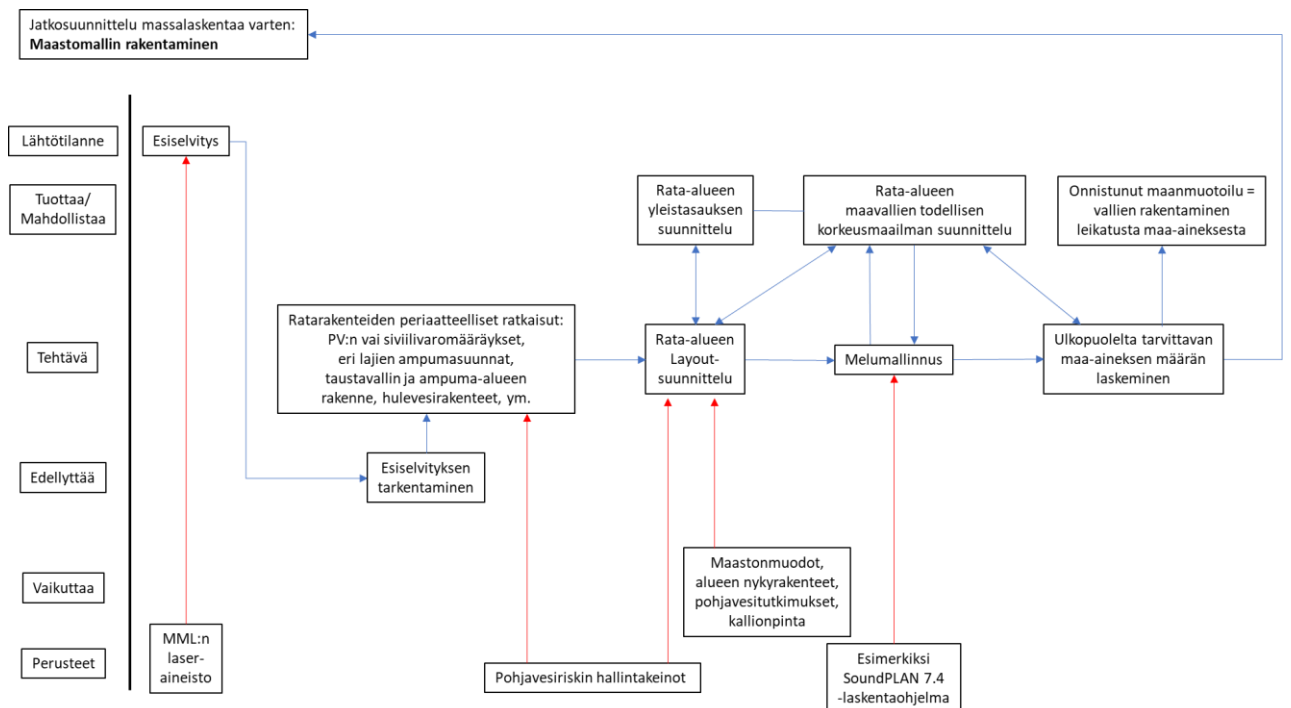 Jatkosuunnittelu massalaskentaa varten:
Maastomallin rakentaminen
Lähtötilanne
Esiselvitys
Tuottaa/
Mahdollistaa
Rata-alueen
yleistasauksen
suunnittelu
Rata-alueen
maavallien todellisen
korkeusmaailman suunnittelu
Onnistunut maanmuotoilu =
vallien rakentaminen
leikatusta maa-aineksesta
Tehtävä
Ratarakenteiden periaatteelliset ratkaisut:
PV:n vai siviilivaromääräykset,
eri lajien ampumasuunnat,
taustavallin ja ampuma-alueen
rakenne, hulevesirakenteet, ym.
Rata-alueen
Layout-
suunnittelu
Melumallinnus
Ulkopuolelta tarvittavan
maa-aineksen määrän
laskeminen
Edellyttää
Esiselvityksen
tarkentaminen
Vaikuttaa
Maastonmuodot,
alueen nykyrakenteet,
pohjavesitutkimukset,
kallionpinta
Perusteet
MML:n
laser-
aineisto
Pohjavesiriskin hallintakeinot
Esimerkiksi
SoundPLAN 7.4
-laskentaohjelma